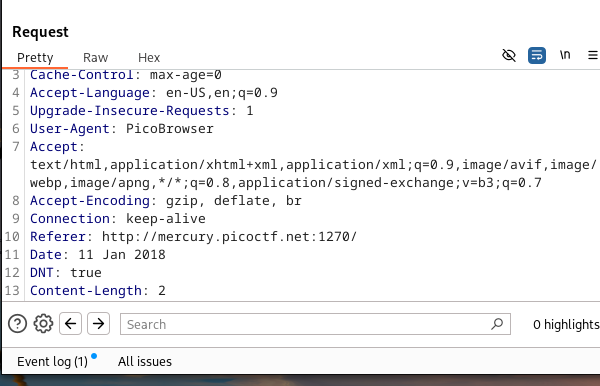 Request
Pretty Raw Hex \n
3 Cache-Control: max-age=0
4 Accept-Language: en-US,en;q=0.9
5 Upgrade-Insecure-Requests: 1
6 User-Agent: PicoBrowser
7 Accept:
text/html,application/xhtml+xml,application/xml;q=0.9,image/avif,image/
webp,image/apng,*/*;q=0.8,application/signed-exchange;v=b3;q=0.7
8 Accept-Encoding: gzip, deflate, br
9 Connection: keep-alive
10 Referer: http://mercury.picoctf.net:1270/
11 Date: 11 Jan 2018
12 DNT: true
13 Content-Length: 2
Search 0 highlights
Event log (1) All issues